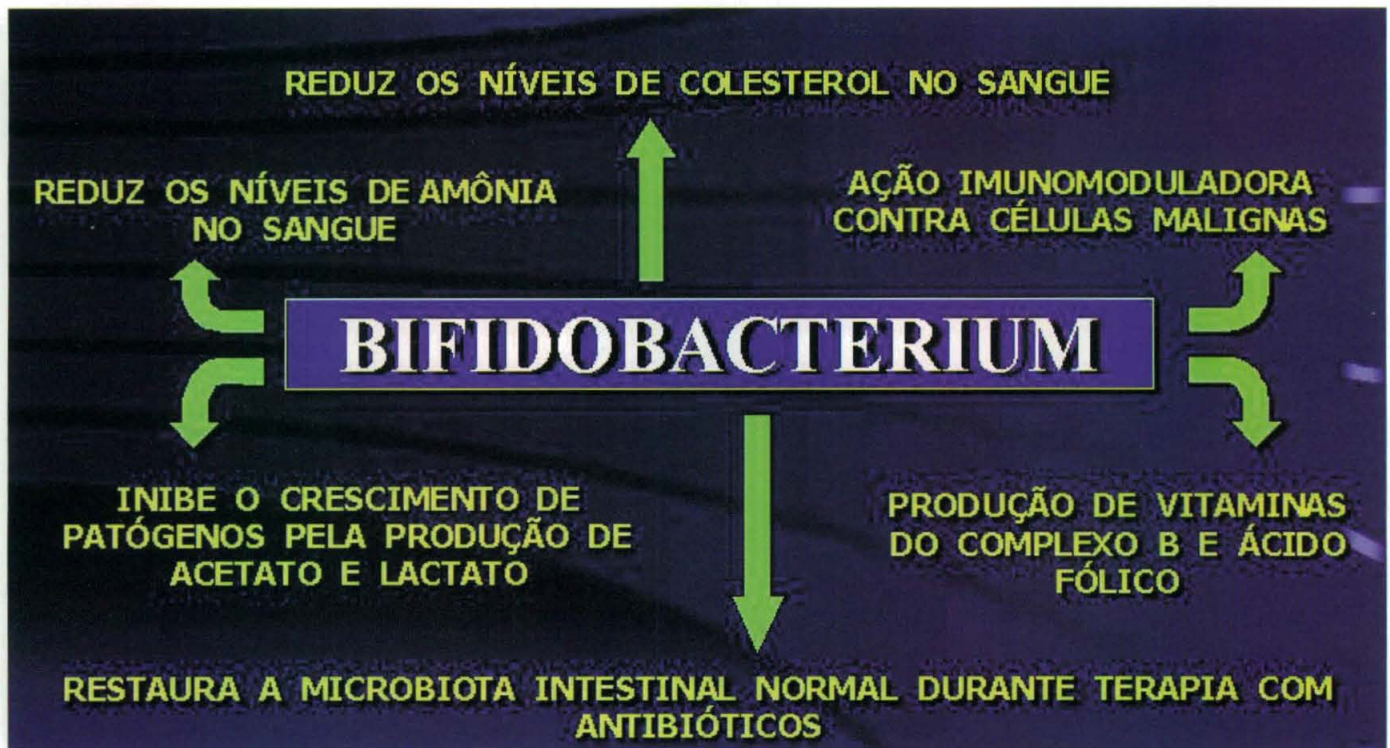 REDUZ OS NÍVEIS DE COLESTEROL NO SANGUE
REDUZ OS NÍVEIS DE AMÔNIA
NO SANGUE
AÇÃO IMUNOMODULADORA
CONTRA CÉLULAS MALIGNAS
BIFIDOBACTERIUM
INIBE O CRESCIMENTO DE
PATÓGENOS PELA PRODUÇÃO DE
ACETATO E LACTATO
PRODUÇÃO DE VITAMINAS
DO COMPLEXO B E ÁCIDO
FÓLICO
RESTAURA A MICROBIOTA INTESTINAL NORMAL DURANTE TERAPIA COM
ANTIBIÓTICOS